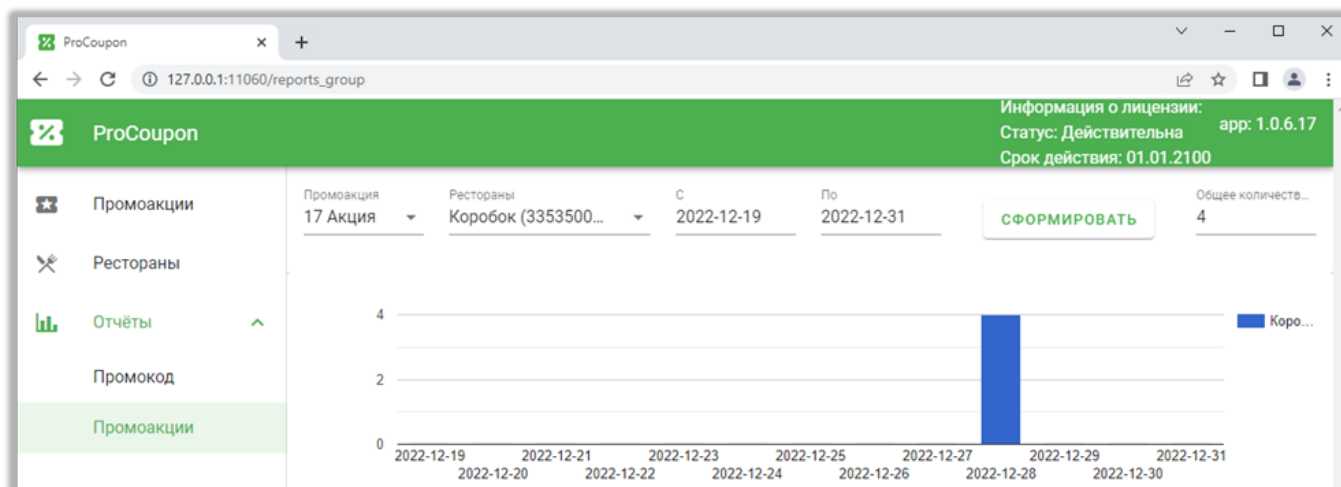 ProCoupon
127.0.0.1:11060/reports_group
ProCoupon
Информация о лицензии:
Статус: Действительна
Срок действия: 01.01.2100
app: 1.0.6.17
Промоакции
Рестораны
Отчёты
Промокод
Промоакции
Промоакция
17 Акция
Рестораны
Коробок (3353500...
С
2022-12-19
По
2022-12-31
СФОРМИРОВАТЬ
Общее количеств...
4
4
2
0
Коро...
2022-12-19 2022-12-21 2022-12-23 2022-12-25 2022-12-27 2022-12-29 2022-12-31
2022-12-20 2022-12-22 2022-12-24 2022-12-26 2022-12-28 2022-12-30